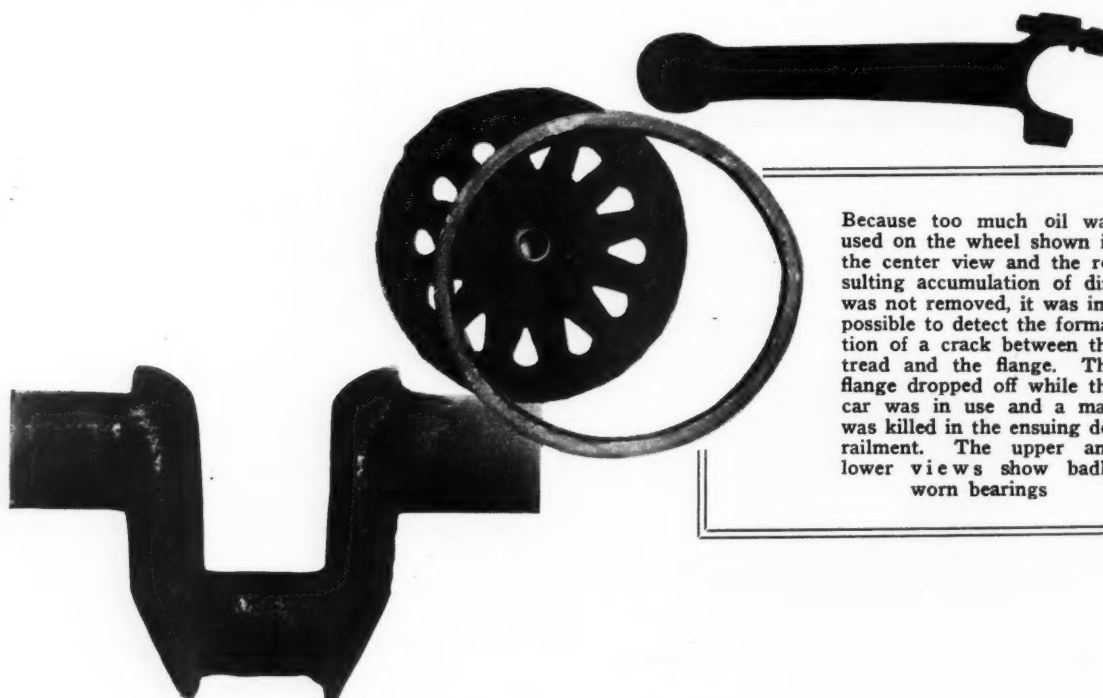 Because too much oil wa
used on the wheel shown i
the center view and the re
sulting accumulation of dir
was not removed, it was im
possible to detect the forma
tion of a crack between th
tread and the flange. Th
flange dropped off while th
car was in use and a ma
was killed in the ensuing de
railment. The upper an
lower views show badl
worn bearings